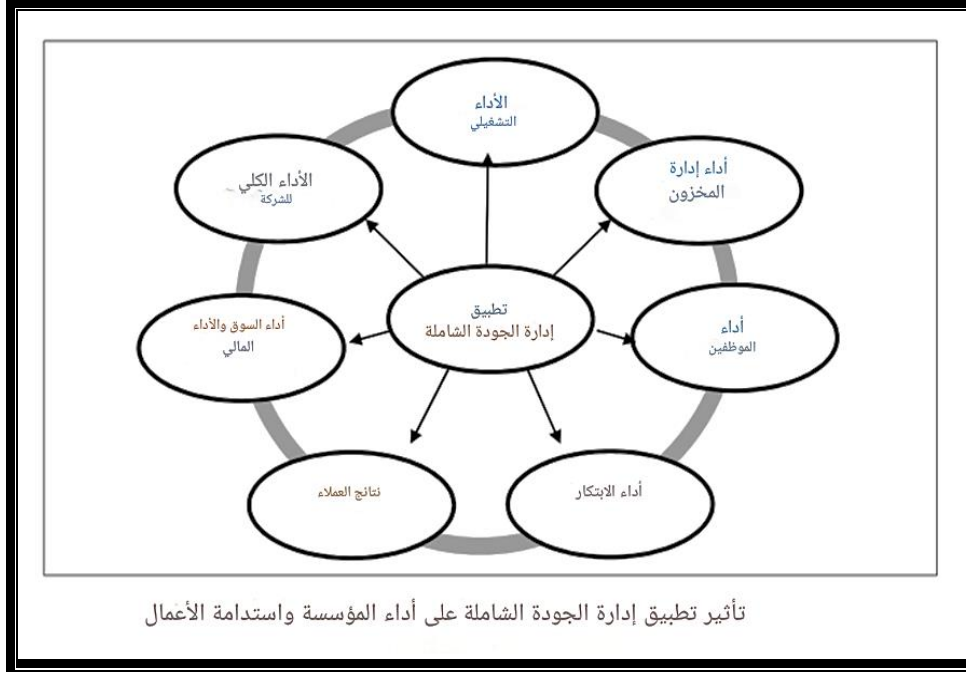 الأداء
التشغيلي
أداء إدارة
المخزون
الأداء الكلي
للشركة
تطبيق
إدارة الجودة الشاملة
أداء
الموظفين
أداء السوق والأداء
المالي
أداء الابتكار
نتائج العملاء
تأثير تطبيق إدارة الجودة الشاملة على أداء المؤسسة واستدامة الأعمال